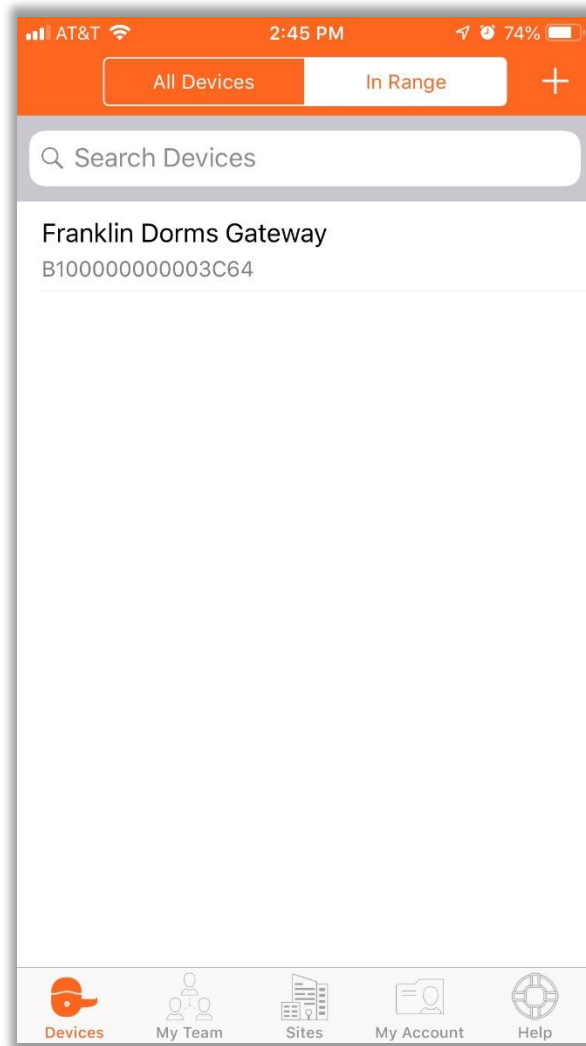 AT&T 2:45 PM 74%
All Devices In Range +
Search Devices
Franklin Dorms Gateway
B100000000003C64
Devices My Team Sites My Account Help